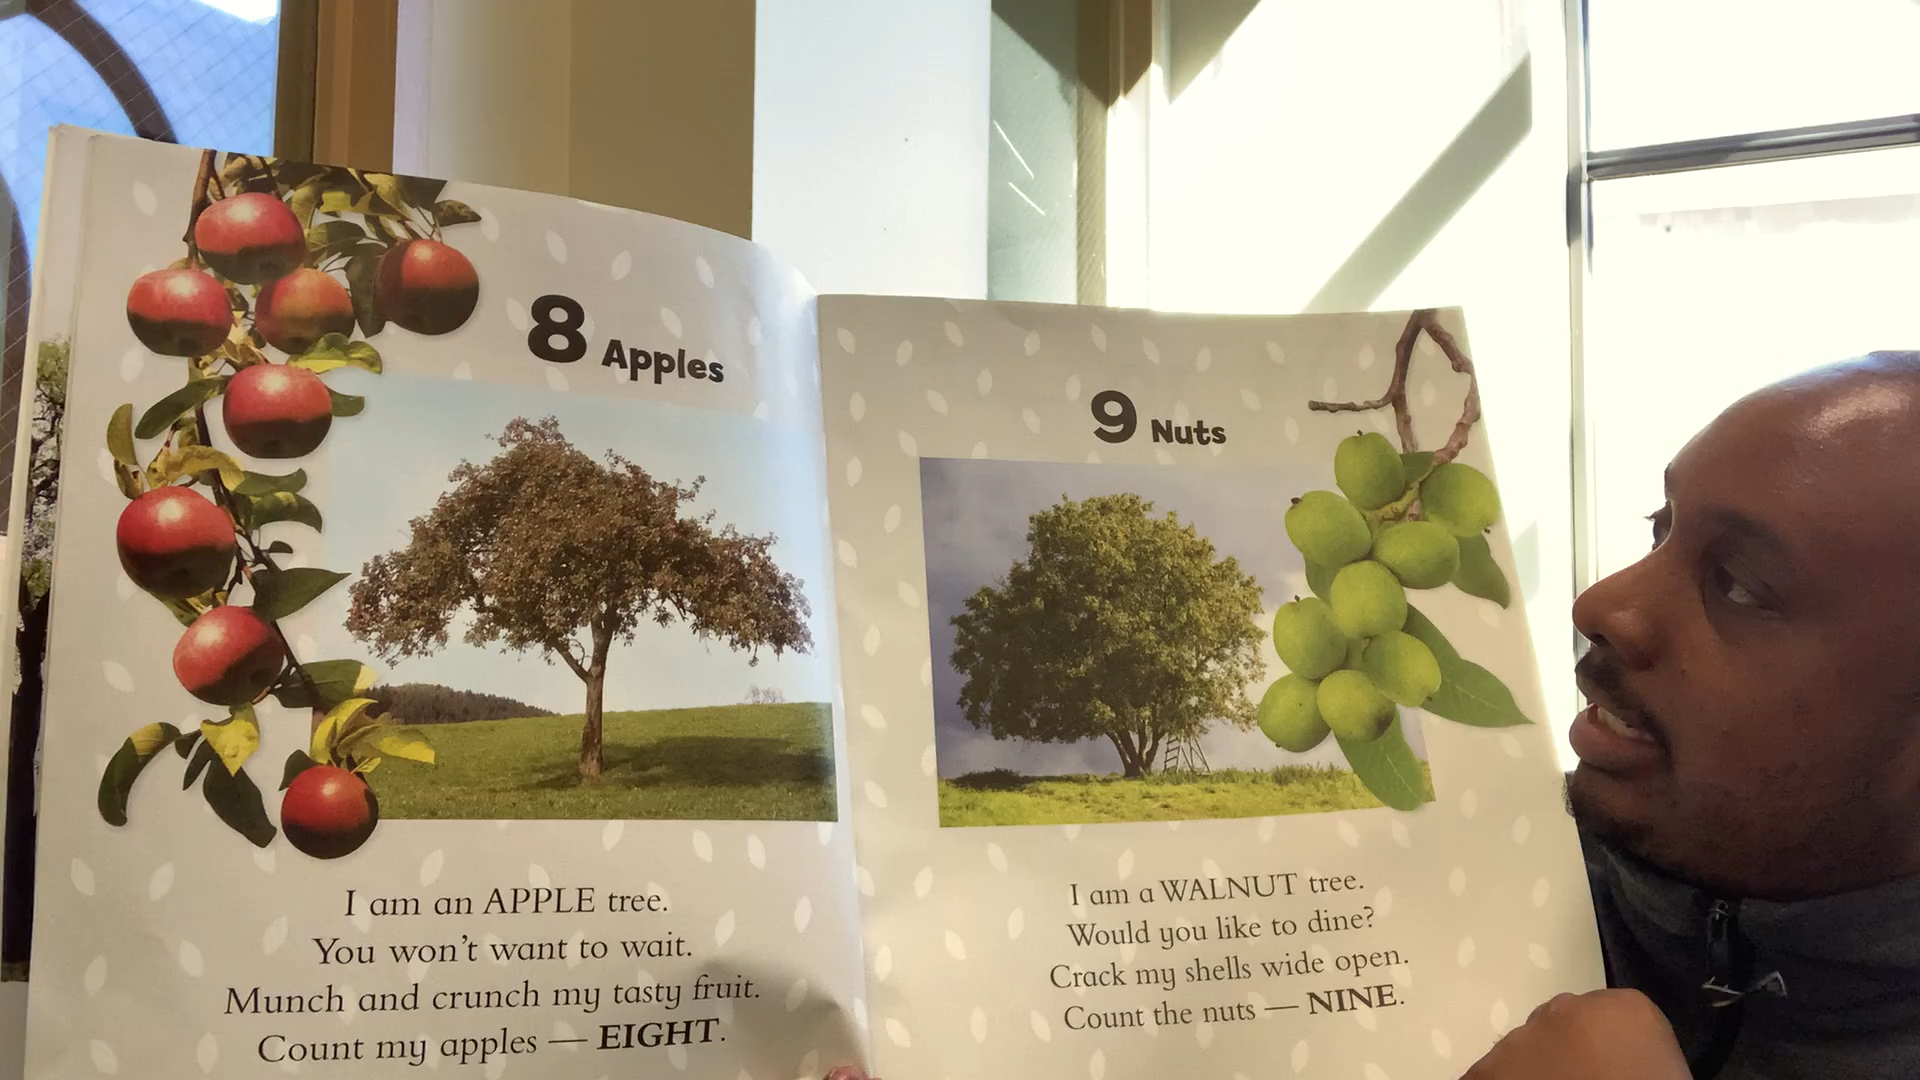 8 Apples
I am an APPLE tree.
You won't want to wait.
Munch and crunch my tasty fruit.
Count my apples — EIGHT.
9 Nuts
I am a WALNUT tree.
Would you like to dine?
Crack my shells wide open.
Count the nuts — NINE.